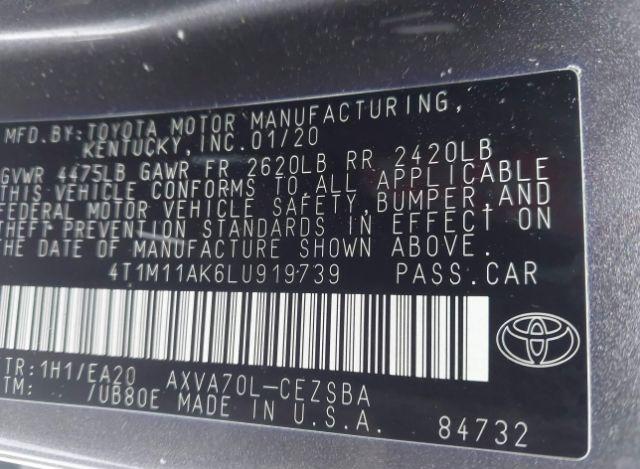 MFD.BY:TOYOTA MOTOR MANUFACTURING,
KENTUCKY, INC.01/20
GVWR 4475LB GAWR FR 2620LB RR 2420LB
THIS VEHICLE CONFORMS TO ALL APPLICABLE
FEDERAL MOTOR VEHICLE SAFETY, BUMPER, AND
THEFT PREVENTION STANDARDS IN EFFECT ON
THE DATE OF MANUFACTURE SHOWN ABOVE.
4T1M11AK6LU919739 PASS.CAR
TR:1H1/EA20 AXVA70L-CEZSBA
TM: /UB80E MADE IN U.S.A. 84732